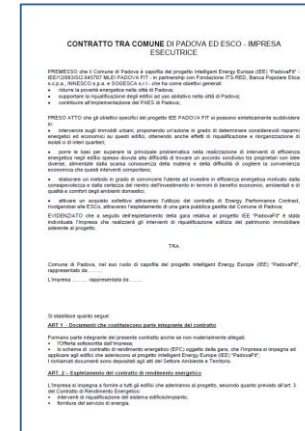 CONTRATTO TRA COMUNE DI PADOVA ED ESCO - IMPRESA
ESECUTRICE
PREMESSO che il Comune di Padova è capofila del progetto Intelligent Energy Europe (IEE) "PadovaFit" -
MLEI PADOVA FIT - in partnership con Fondazione ITS-RED, Banca Popolare Etica
s.c.p.a., INNESCO s.p.a. e SOGESCA s.r.l - che ha come obiettivi generali:
• ridurre la povertà energetica nella città di Padova;
• supportare la riqualificazione degli edifici ad uso abitativo nella città di Padova;
• contribuire all'implementazione del PAES di Padova;
PRESO ATTO che gli obiettivi specifici del progetto IEE PADOVA FIT si possono sinteticamente suddividere
in:
• intervenire sugli immobili urbani, proponendo un'azione in grado di determinare considerevoli risparmi
energetici ed economici su questi edifici, ottenendo anche effetti di riqualificazione e riorganizzazione di
isolati o di interi quartieri;
• porre le basi per superare la principale problematica nella realizzazione di interventi di efficienza
energetica negli edifici spesso dovuta alla difficoltà di trovare un accordo condiviso tra proprietari con idee
diverse, alimentate dalla scarsa conoscenza della materia e dalla difficoltà di cogliere la convenienza
economica che questi interventi comportano;
• elaborare un metodo in grado di convincere l'utente ad investire in efficienza energetica motivato dalla
consapevolezza e dalla certezza del rientro dell'investimento in termini di benefici economici, ambientali e di
qualità e comfort degli ambienti domestici;
• attivare un acquisto collettivo attraverso l'utilizzo del contratto di Energy Performance Contract,
rivolgendosi alle ESCo, attraverso l'espletamento di una gara pubblica gestita dal Comune di Padova;
EVIDENZIATO che a seguito dell'espletamento della gara relativa al progetto IEE "PadovaFit" è stata
individuata l'impresa che realizzerà gli interventi di riqualificazione edilizia del patrimonio immobiliare
aderente al progetto;
TRA
Comune di Padova, nel suo ruolo di capofila del progetto Intelligent Energy Europe (IEE) "PadovaFit",
rappresentato da........
L'impresa ......... rappresentata da .......
Si stabilisce quanto segue:
ART. 1 - Documenti che costituiscono parte integrante del contratto
Formano parte integrante del presente contratto anche se non materialmente allegati:
• l'Offerta sottoscritta dall'Impresa;
• lo schema di contratto di rendimento energetico (EPC) oggetto della gara, che l'impresa si impegna ad
applicare agli edifici che aderiscono al progetto Intelligent Energy Europe (IEE) "PadovaFit";
I richiamati documenti sono depositati agli atti del Settore Ambiente e Territorio.
ART. 2 – Espletamento del contratto di rendimento energetico
L'impresa si impegna a fornire a tutti gli edifici che aderiranno al progetto, secondo quanto previsto all'art. 3
del Contratto di Rendimento Energetico:
• interventi di riqualificazione del sistema edificio/impianto;
• fornitura del servizio di energia;